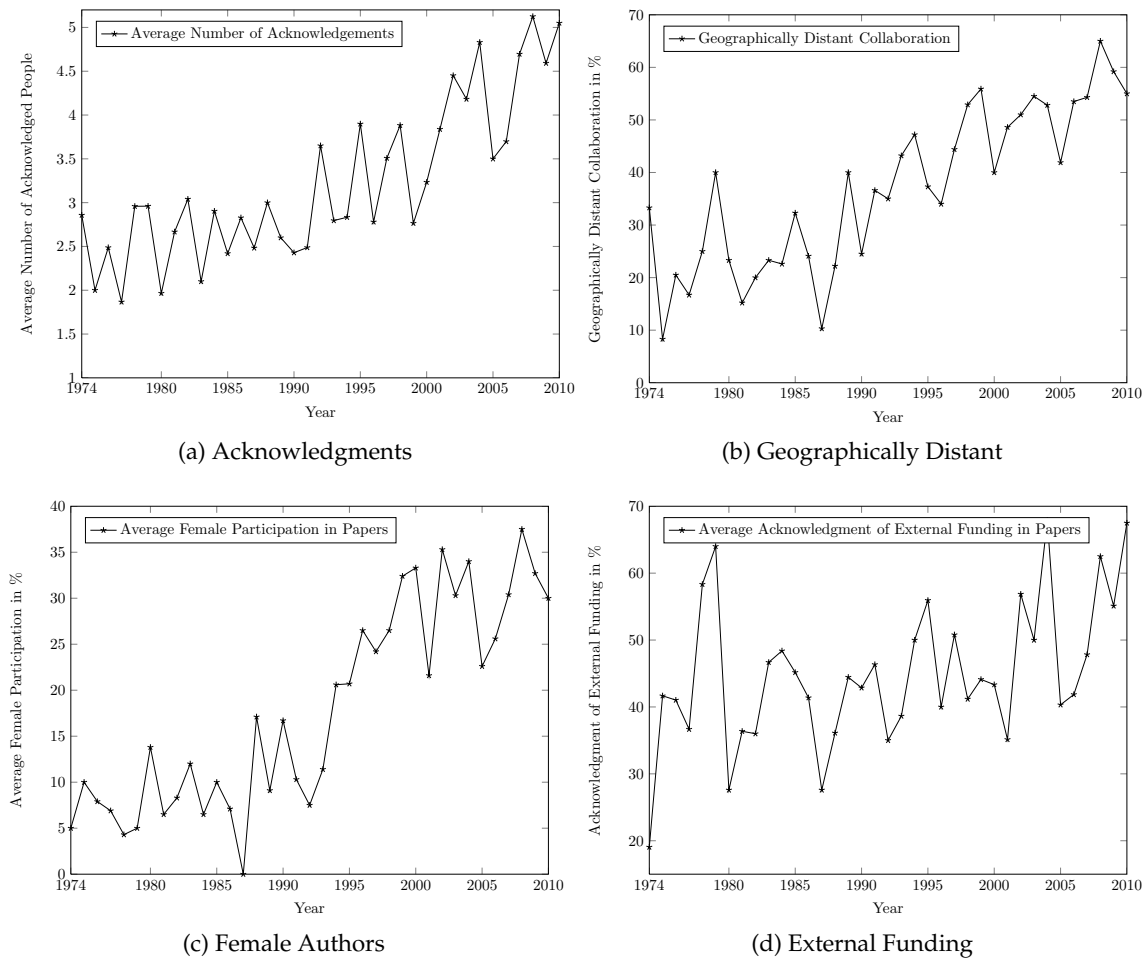 Average Number of Acknowledgements
Average Number of Acknowledged People
5
4.5
4
3.5
3
2.5
2
1.5
1
1974 1980 1985 1990 1995 2000 2005 2010
Year
(a) Acknowledgments
Geographically Distant Collaboration
Geographically Distant Collaboration in %
70
60
50
40
30
20
10
0
1974 1980 1985 1990 1995 2000 2005 2010
Year
(b) Geographically Distant
Average Female Participation in Papers
Average Female Participation in %
40
35
30
25
20
15
10
5
0
1974 1980 1985 1990 1995 2000 2005 2010
Year
(c) Female Authors
Average Acknowledgment of External Funding in Papers
Acknowledgment of External Funding in %
70
60
50
40
30
20
1974 1980 1985 1990 1995 2000 2005 2010
Year
(d) External Funding